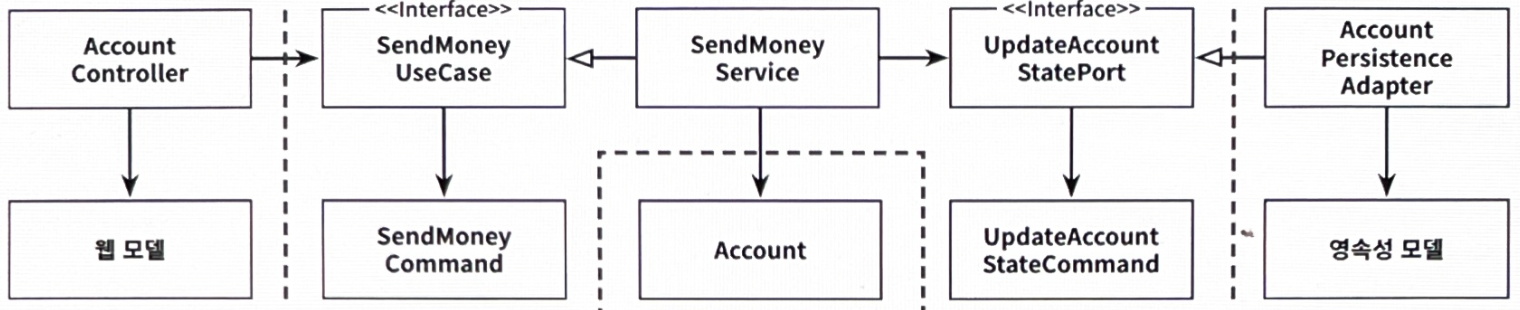 Account
Controller
<<Interface>>
SendMoney
UseCase
SendMoney
Service
<<Interface>>
UpdateAccount
StatePort
Account
Persistence
Adapter
웹 모델
SendMoney
Command
Account
UpdateAccount
StateCommand
영속성 모델